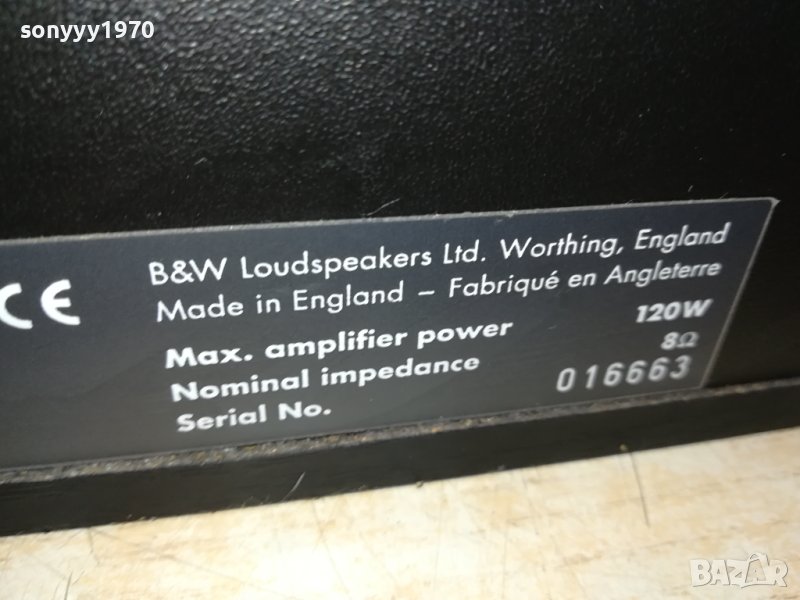 sonyyy1970
CE
B&W Loudspeakers Ltd. Worthing, England
Made in England – Fabriqué en Angleterre
Max. amplifier power 120W
Nominal impedance 8Ω
Serial No. 016663
BAZAR